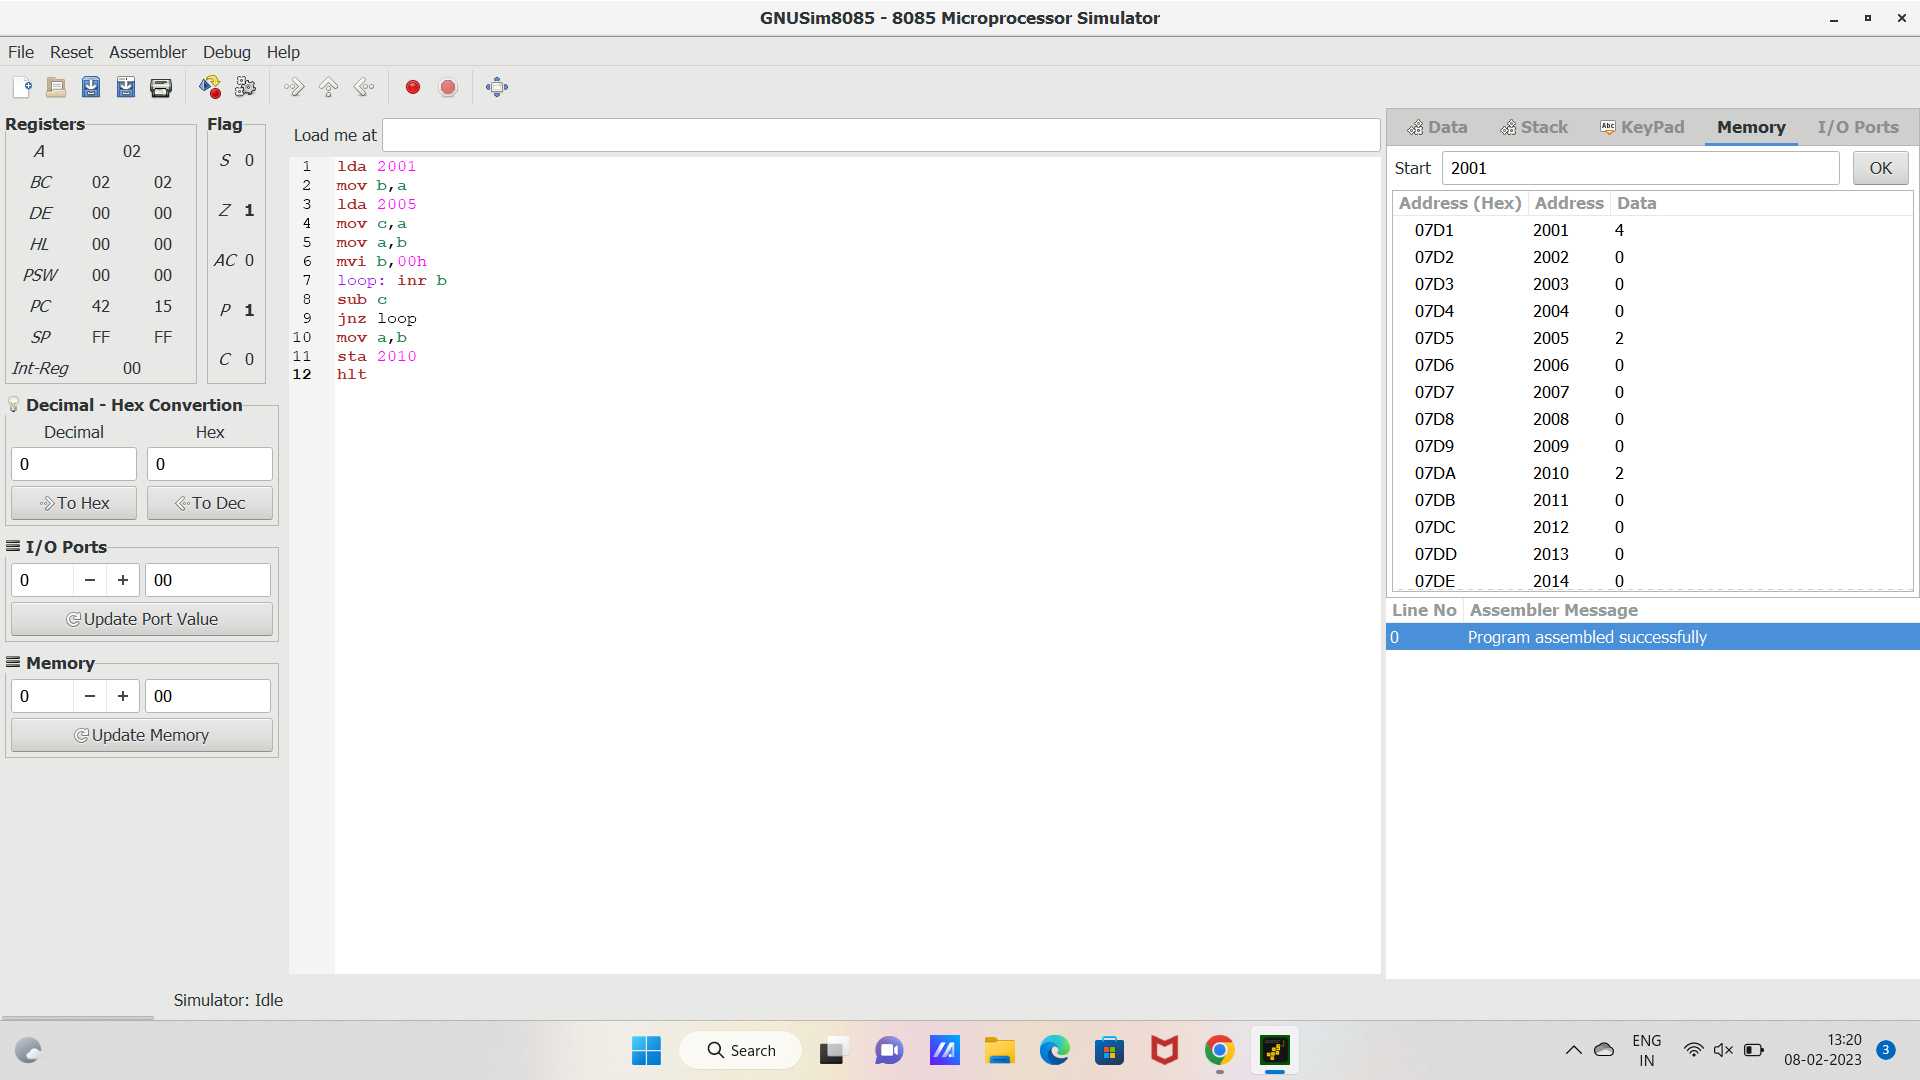 GNUSim8085 - 8085 Microprocessor Simulator
File Reset Assembler Debug Help
Registers
A 02
BC 02 02
DE 00 00
HL 00 00
PSW 00 00
PC 42 15
SP FF FF
Int-Reg 00
Flag
S 0
Z 1
AC 0
P 1
C 0
Decimal - Hex Convertion
Decimal Hex
0 0
To Hex To Dec
I/O Ports
0 − + 00
Update Port Value
Memory
0 − + 00
Update Memory
Load me at
1 lda 2001
2 mov b,a
3 lda 2005
4 mov c,a
5 mov a,b
6 mvi b,00h
7 loop: inr b
8 sub c
9 jnz loop
10 mov a,b
11 sta 2010
12 hlt
Data Stack Abc KeyPad Memory I/O Ports
Start 2001 OK
Address (Hex) Address Data
07D1 2001 4
07D2 2002 0
07D3 2003 0
07D4 2004 0
07D5 2005 2
07D6 2006 0
07D7 2007 0
07D8 2008 0
07D9 2009 0
07DA 2010 2
07DB 2011 0
07DC 2012 0
07DD 2013 0
07DE 2014 0
Line No Assembler Message
0 Program assembled successfully
Simulator: Idle
Search
ENG
IN
13:20
08-02-2023
3